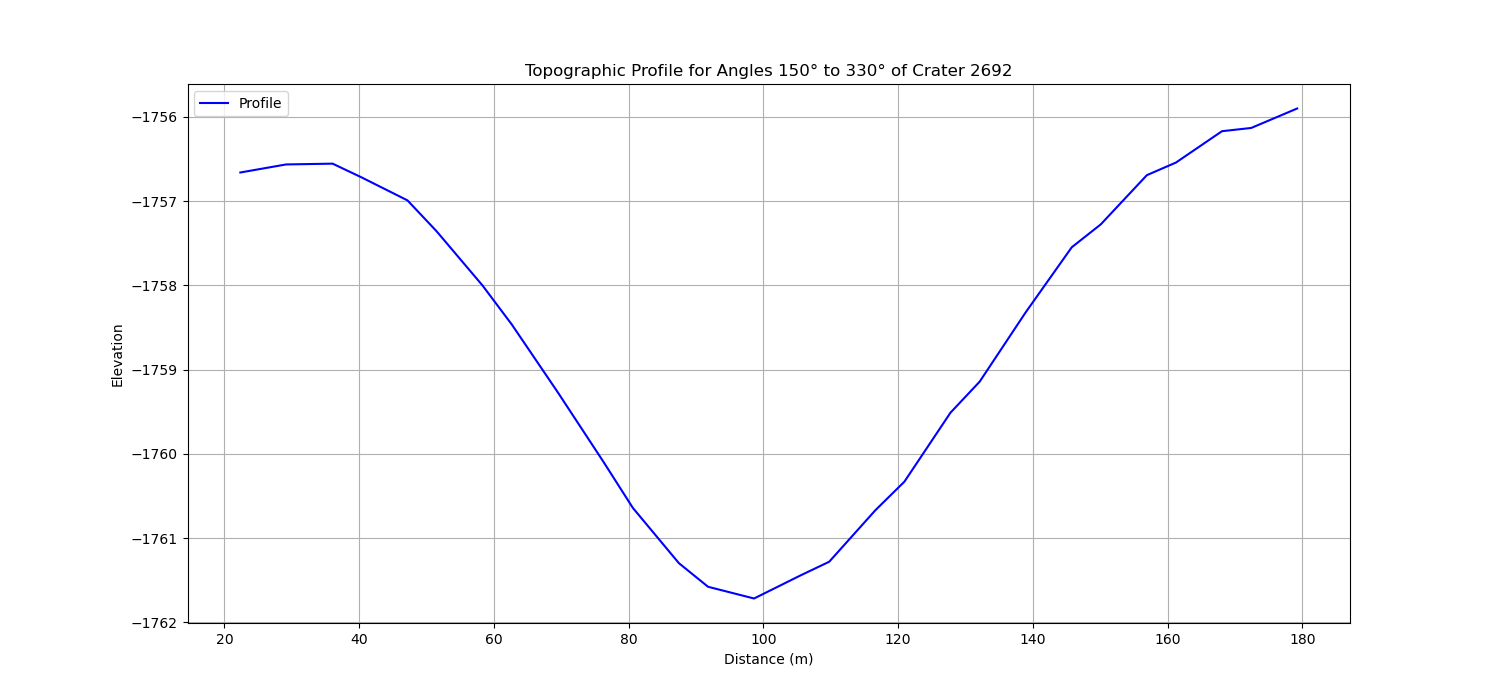 Topographic Profile for Angles 150° to 330° of Crater 2692
Profile
−1756
−1757
−1758
−1759
−1760
−1761
−1762
Elevation
20 40 60 80 100 120 140 160 180
Distance (m)